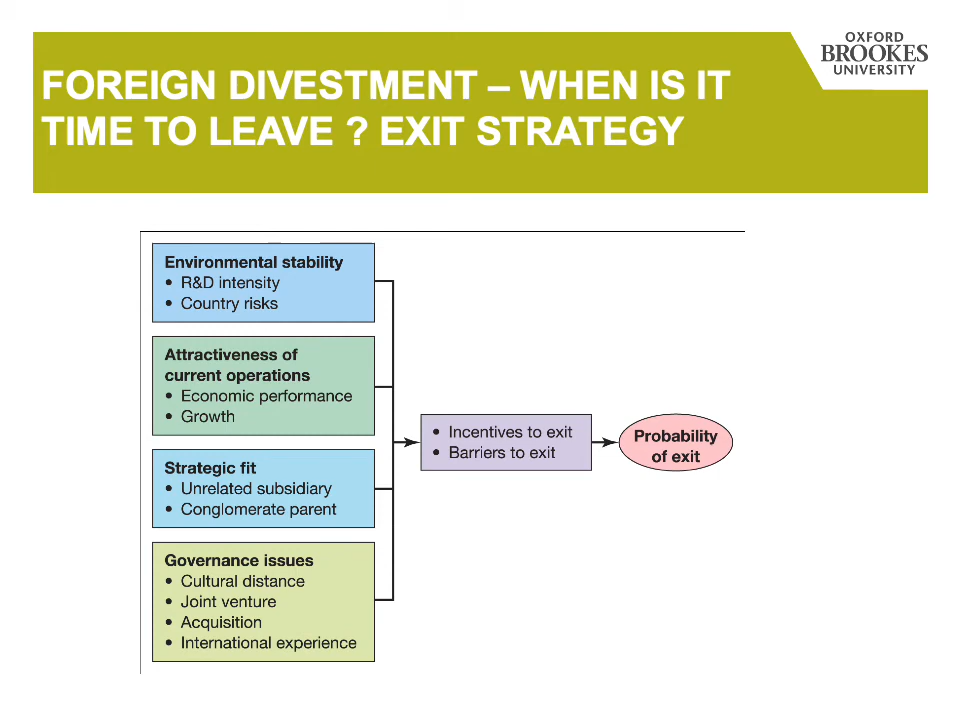 OXFORD
BROOKES
UNIVERSITY
FOREIGN DIVESTMENT – WHEN IS IT
TIME TO LEAVE ? EXIT STRATEGY
Environmental stability
• R&D intensity
• Country risks
Attractiveness of
current operations
• Economic performance
• Growth
Strategic fit
• Unrelated subsidiary
• Conglomerate parent
Governance issues
• Cultural distance
• Joint venture
• Acquisition
• International experience
• Incentives to exit
• Barriers to exit
Probability
of exit